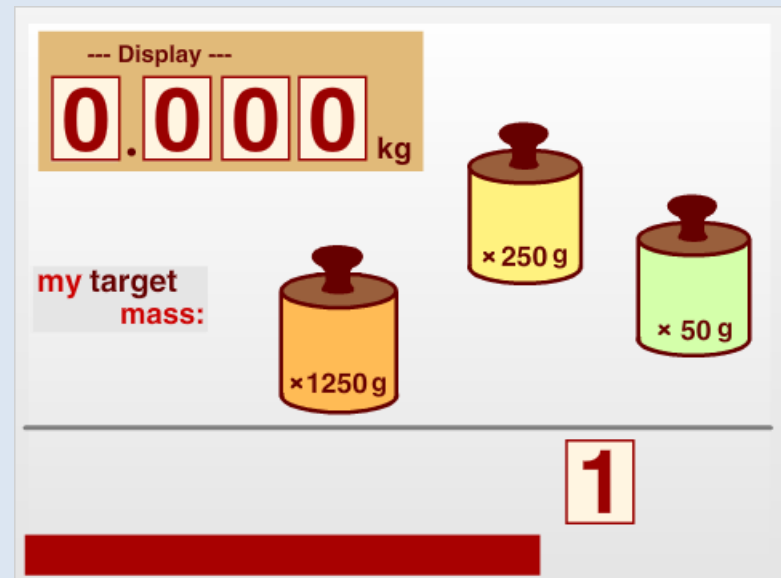 --- Display ---
0.000 kg
× 250 g
my target
mass:
× 50 g
×1250 g
1